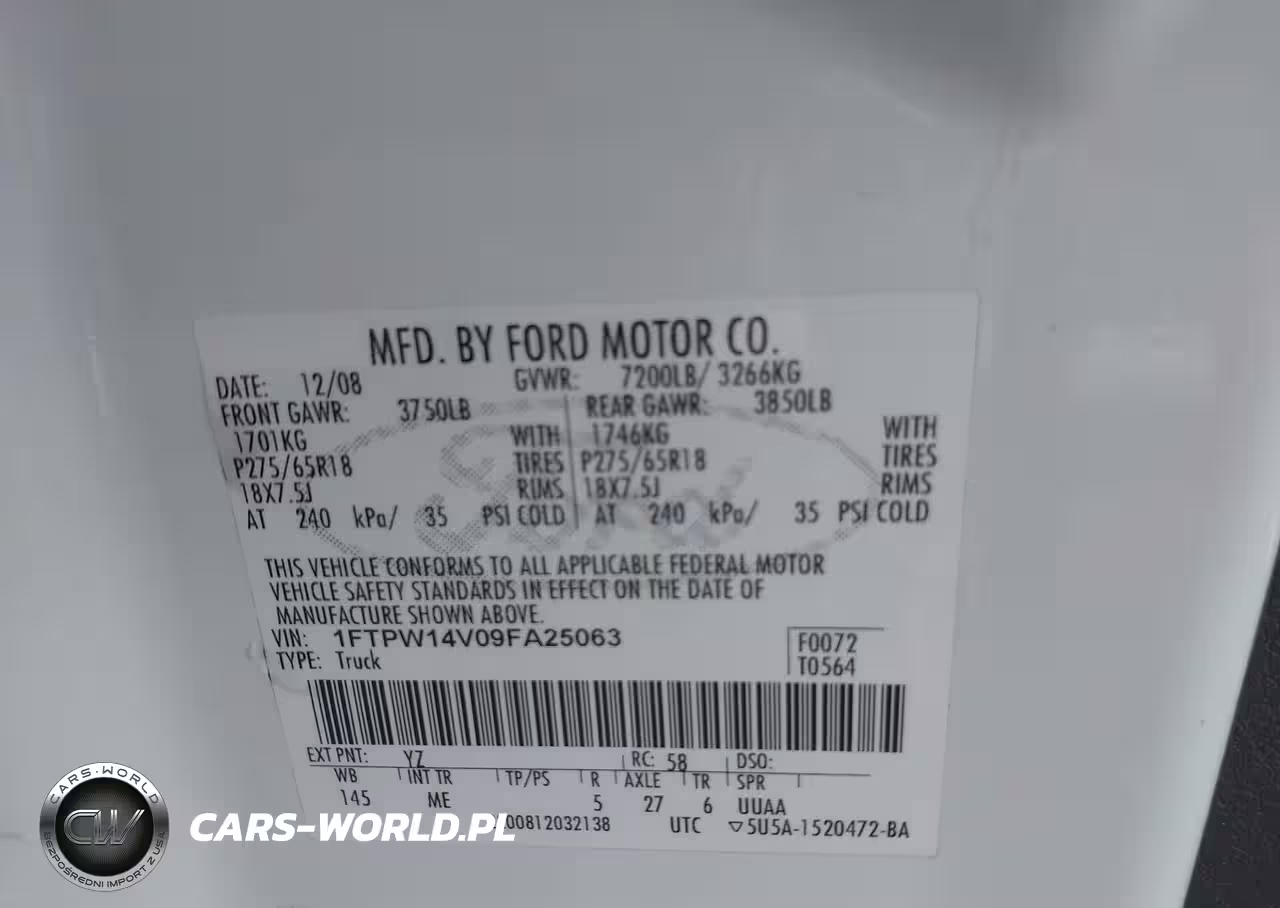 MFD. BY FORD MOTOR CO.
DATE: 12/08 GVWR: 7200LB/ 3266KG
FRONT GAWR: 3750LB REAR GAWR: 3850LB
1701KG WITH 1746KG WITH
P275/65R18 TIRES P275/65R18 TIRES
18X7.5J RIMS 18X7.5J RIMS
AT 240 kPa/ 35 PSI COLD AT 240 kPa/ 35 PSI COLD
Ford
THIS VEHICLE CONFORMS TO ALL APPLICABLE FEDERAL MOTOR
VEHICLE SAFETY STANDARDS IN EFFECT ON THE DATE OF
MANUFACTURE SHOWN ABOVE.
VIN: 1FTPW14V09FA25063 F0072
TYPE: Truck T0564
EXT PNT: YZ RC: 58 DSO:
WB INT TR TP/PS R AXLE TR SPR
145 ME 5 27 6 UUAA
00812032138 UTC ▽5U5A-1520472-BA
CARS-WORLD
CW
BEZPOŚREDNI IMPORT Z USA
CARS-WORLD.PL